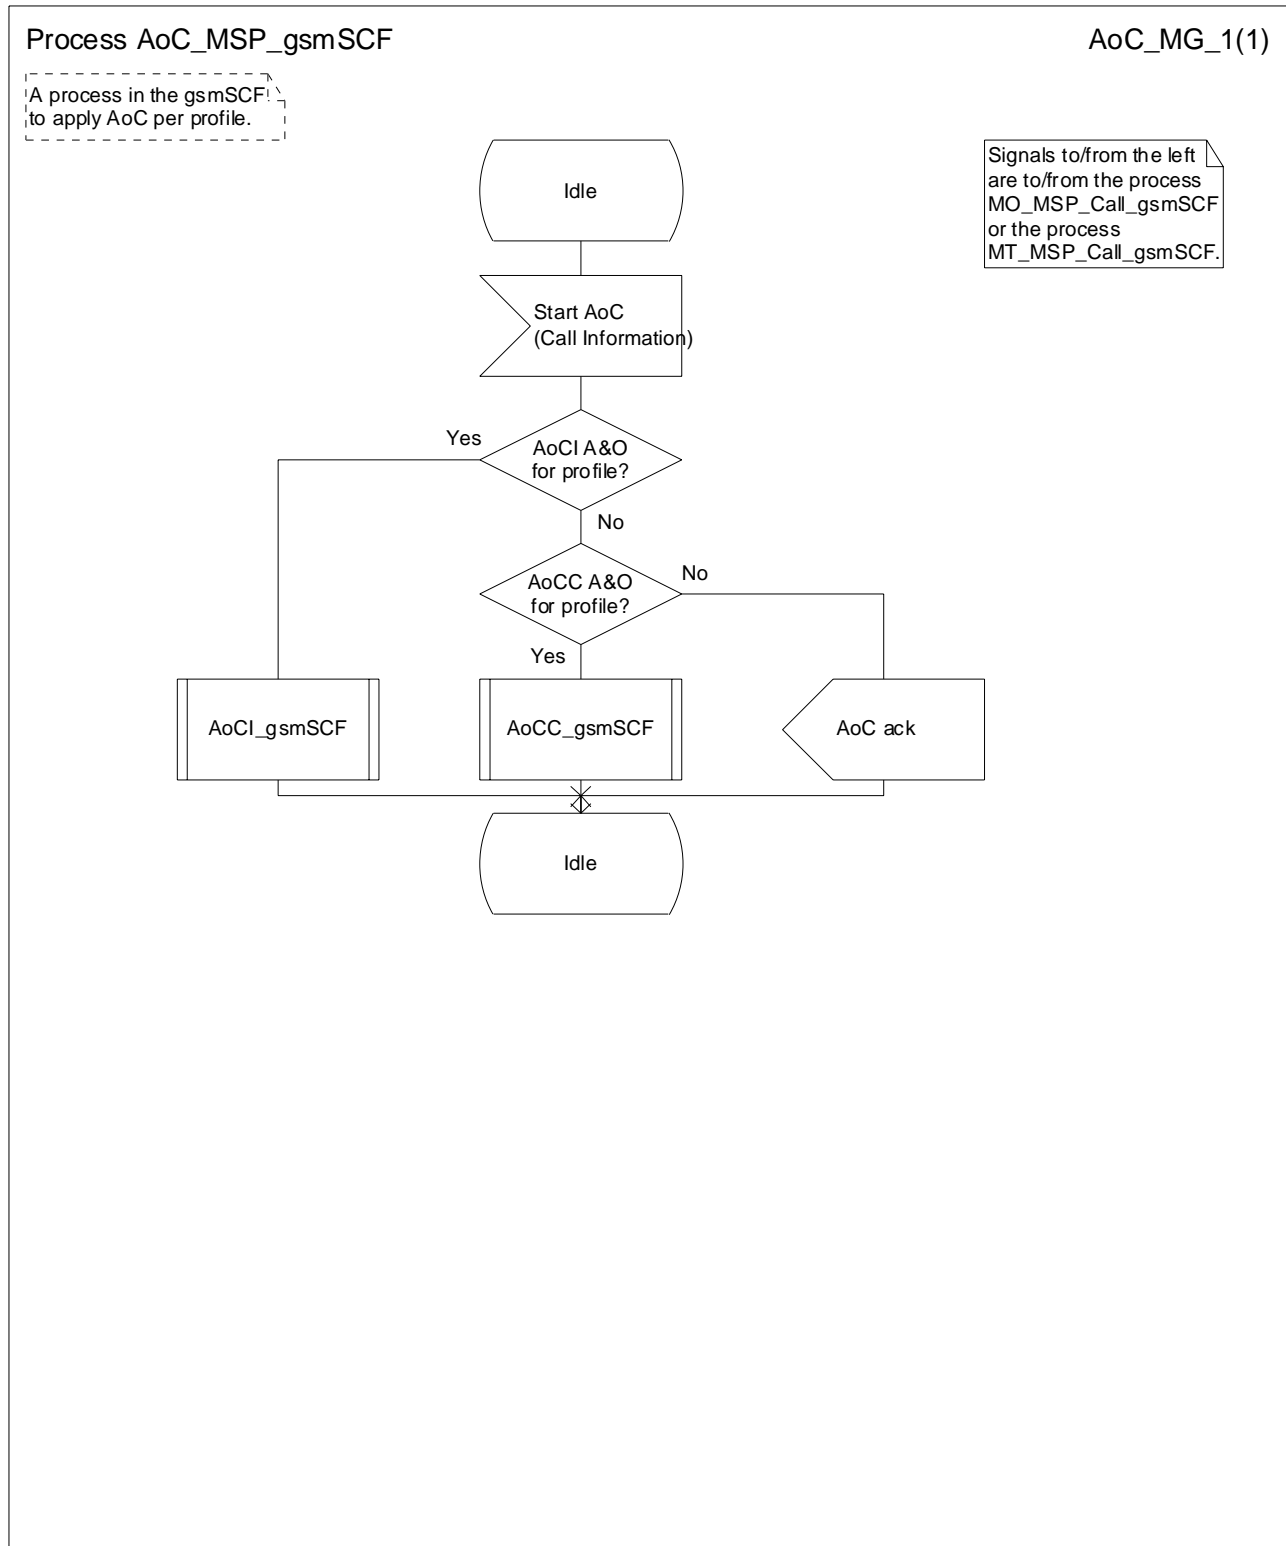 Process AoC_MSP_gsmSCF
AoC_MG_1(1)
A process in the gsmSCF
to apply AoC per profile.
Signals to/from the left
are to/from the process
MO_MSP_Call_gsmSCF
or the process
MT_MSP_Call_gsmSCF.
Idle
Start AoC
(Call Information)
Yes
AoCI A&O
for profile?
No
AoCC A&O
for profile?
No
Yes
AoCI_gsmSCF
AoCC_gsmSCF
AoC ack
Idle